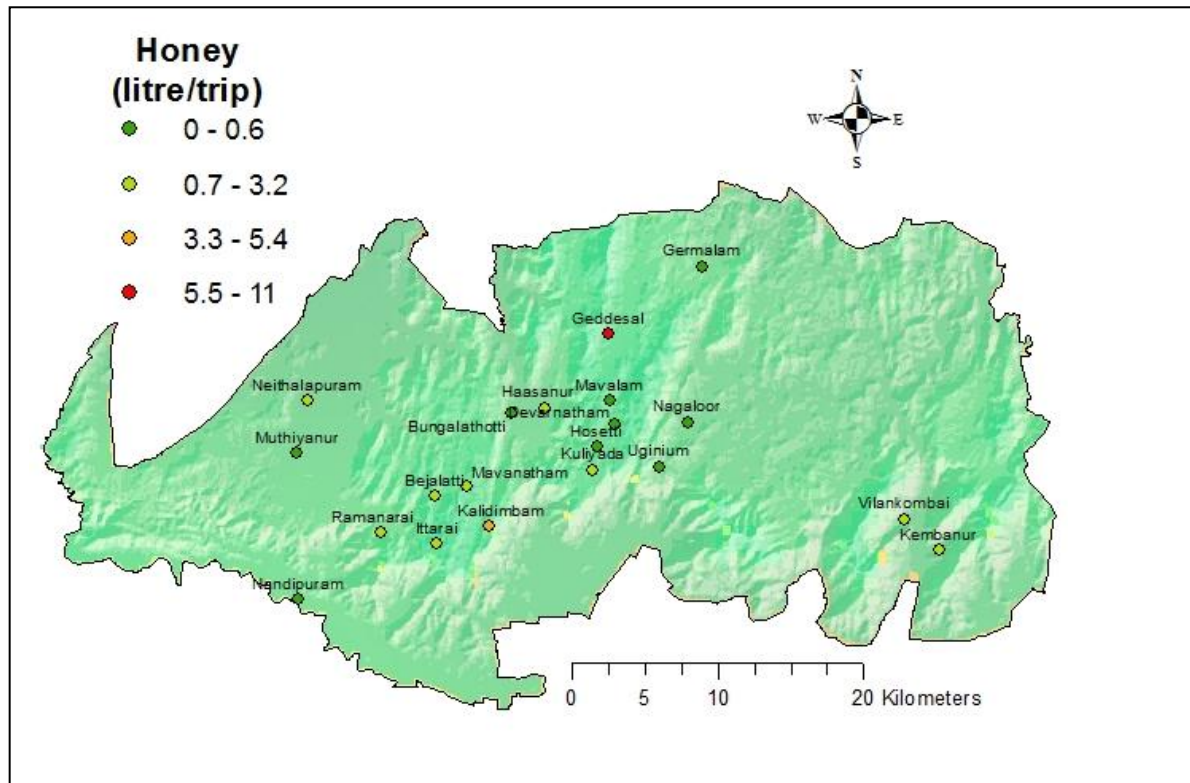 Honey
(litre/trip)
0 - 0.6
0.7 - 3.2
3.3 - 5.4
5.5 - 11
N
W E
S
Germalam
Geddesal
Neithalapuram
Haasanur
Mavalam
Devarnatham
Nagaloor
Bungalathotti
Muthiyanur
Hosetti
Kuliyada
Uginium
Mavanatham
Bejalatti
Kalidimbam
Vilankombai
Ramanarai
Ittarai
Kembanur
Nandipuram
0 5 10 20 Kilometers